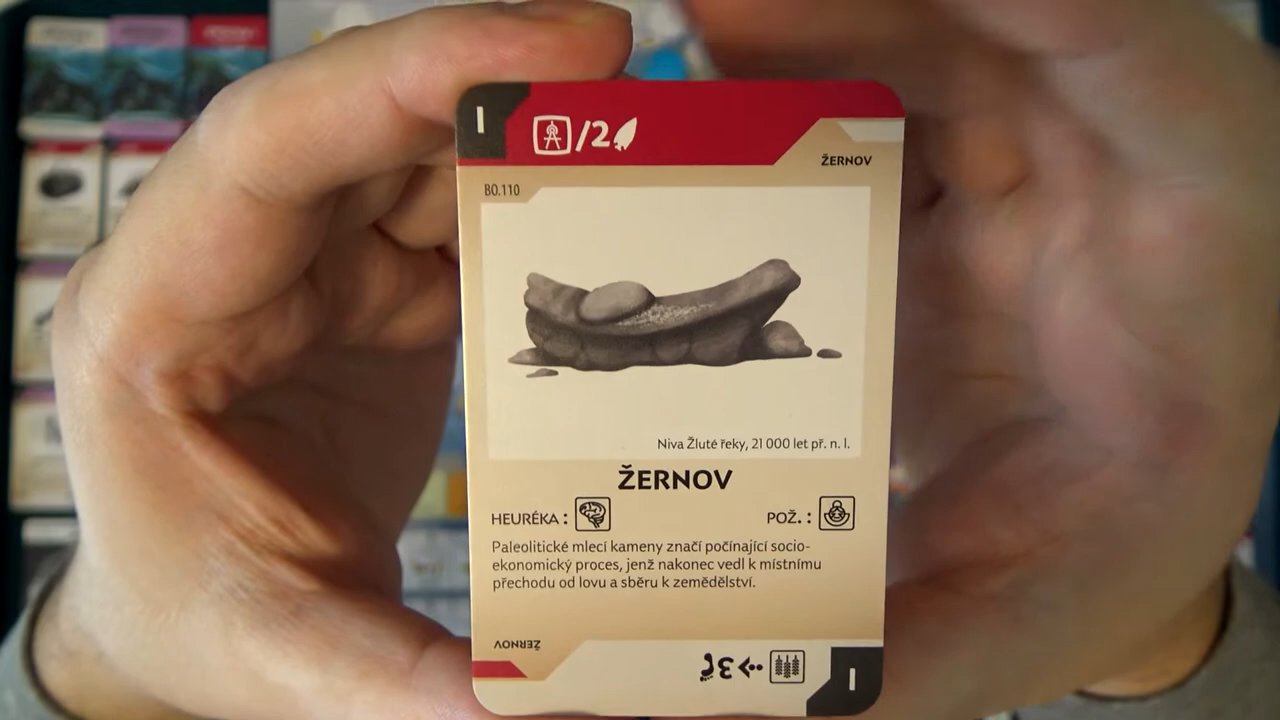 I
/2
ŽERNOV
BO.110
Niva Žluté řeky, 21 000 let př. n. l.
ŽERNOV
HEURÉKA :
POŽ. :
Paleolitické mlecí kameny značí počínající socio-
ekonomický proces, jenž nakonec vedl k místnímu
přechodu od lovu a sběru k zemědělství.
ŽERNOV
3
I